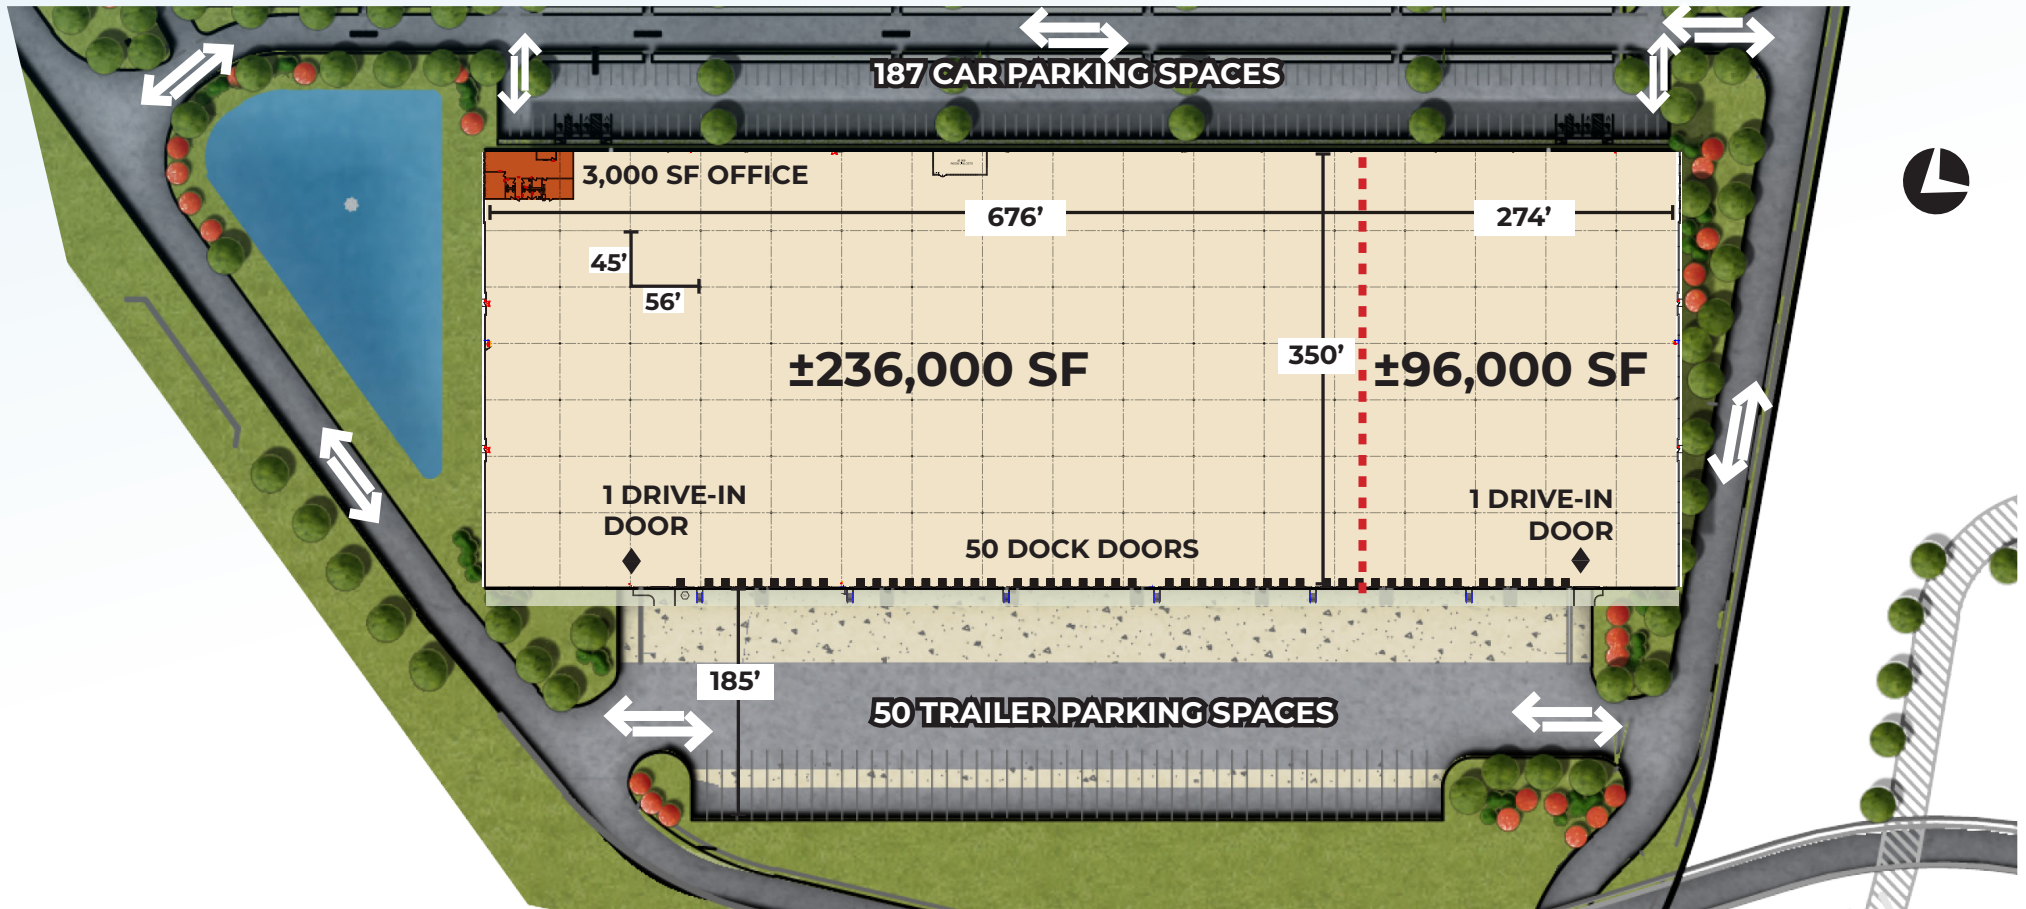 187 CAR PARKING SPACES
3,000 SF OFFICE
676’
274’
45’
56’
350’
±236,000 SF
±96,000 SF
1 DRIVE-IN
DOOR
1 DRIVE-IN
DOOR
50 DOCK DOORS
185’
50 TRAILER PARKING SPACES